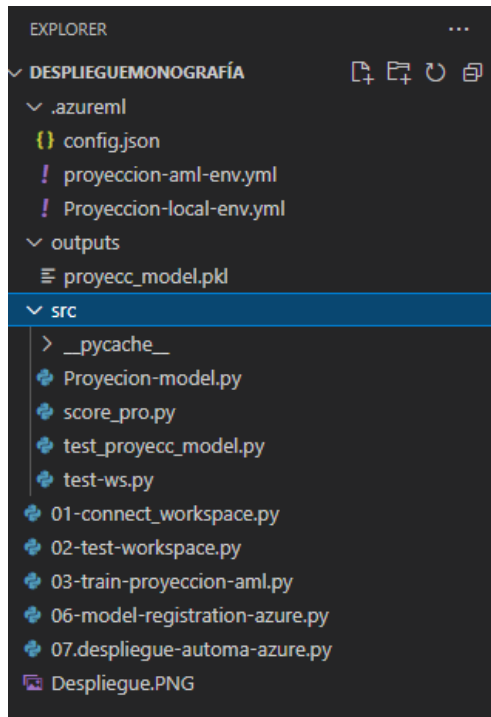 EXPLORER ...
DESPLIEGUEMONOGRAFÍA
.azureml
{} config.json
! proyeccion-aml-env.yml
! Proyeccion-local-env.yml
outputs
proyecc_model.pkl
src
__pycache__
Proyecion-model.py
score_pro.py
test_proyecc_model.py
test-ws.py
01-connect_workspace.py
02-test-workspace.py
03-train-proyeccion-aml.py
06-model-registration-azure.py
07.despliegue-automa-azure.py
Despliegue.PNG